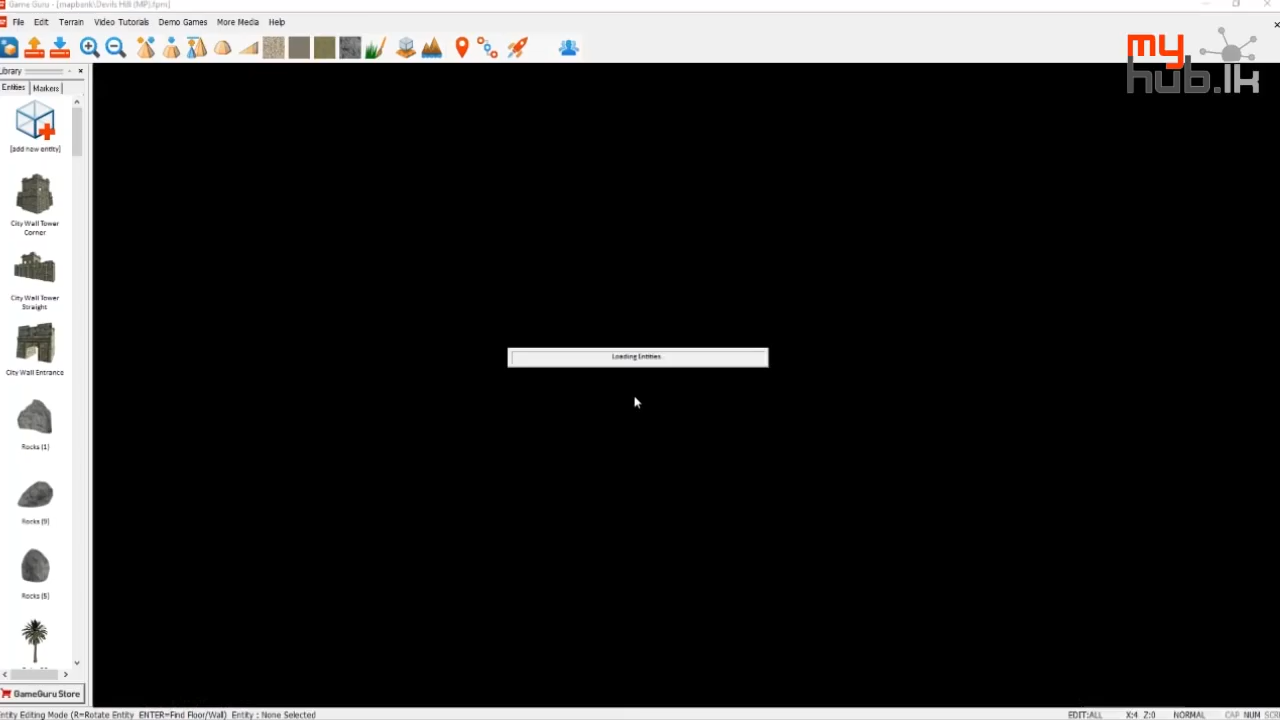 Game Guru - [mapbank\Devils Hill (MP).fpm]
File Edit Terrain Video Tutorials Demo Games More Media Help
my
hub.lk
Library
Entities Markers
[add new entity]
City Wall Tower
Corner
City Wall Tower
Straight
City Wall Entrance
Rocks (1)
Rocks (9)
Rocks (5)
Loading Entities
GameGuru Store
Entity Editing Mode (R=Rotate Entity ENTER=Find Floor/Wall) Entity : None Selected
EDIT:ALL X:4 Z:0 NORMAL CAP NUM SCR